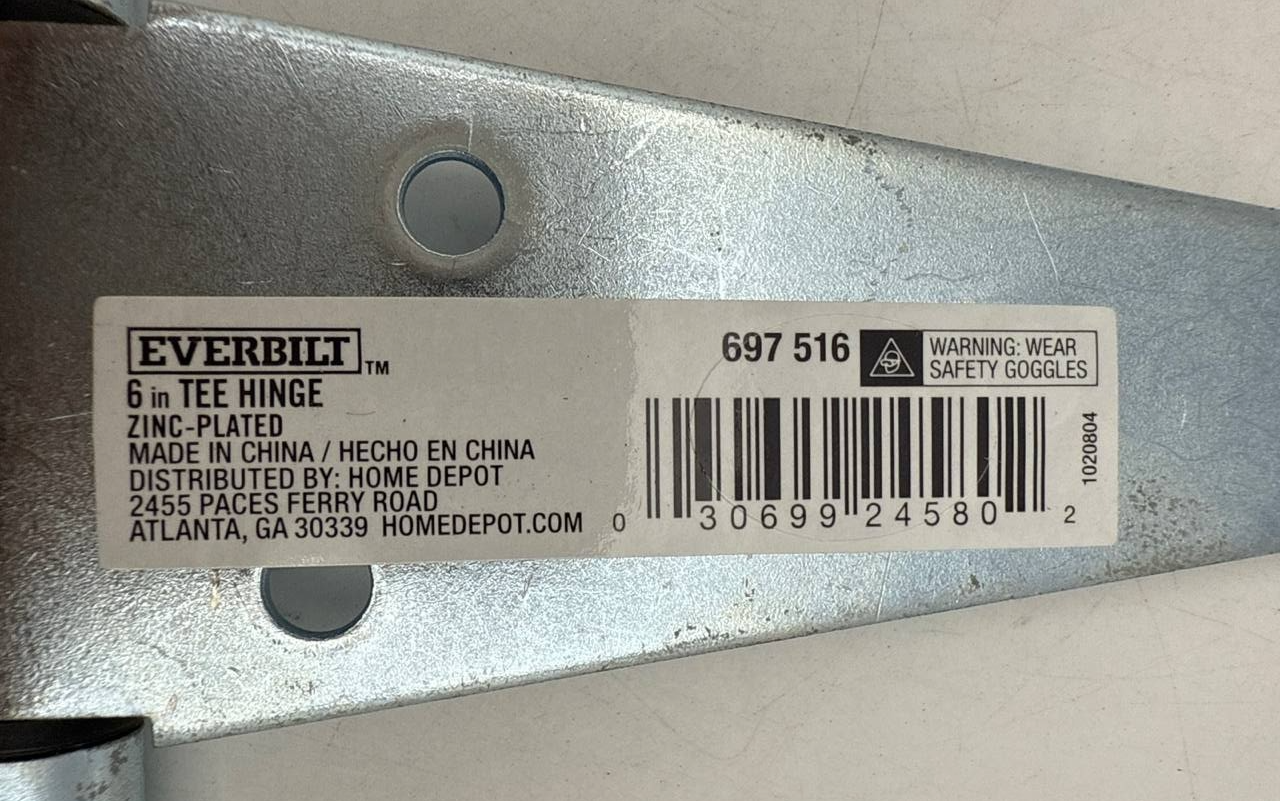 EVERBILT™
6 in TEE HINGE
ZINC-PLATED
MADE IN CHINA / HECHO EN CHINA
DISTRIBUTED BY: HOME DEPOT
2455 PACES FERRY ROAD
ATLANTA, GA 30339 HOMEDEPOT.COM
697 516
WARNING: WEAR
SAFETY GOGGLES
0 30699 24580 2
1020804